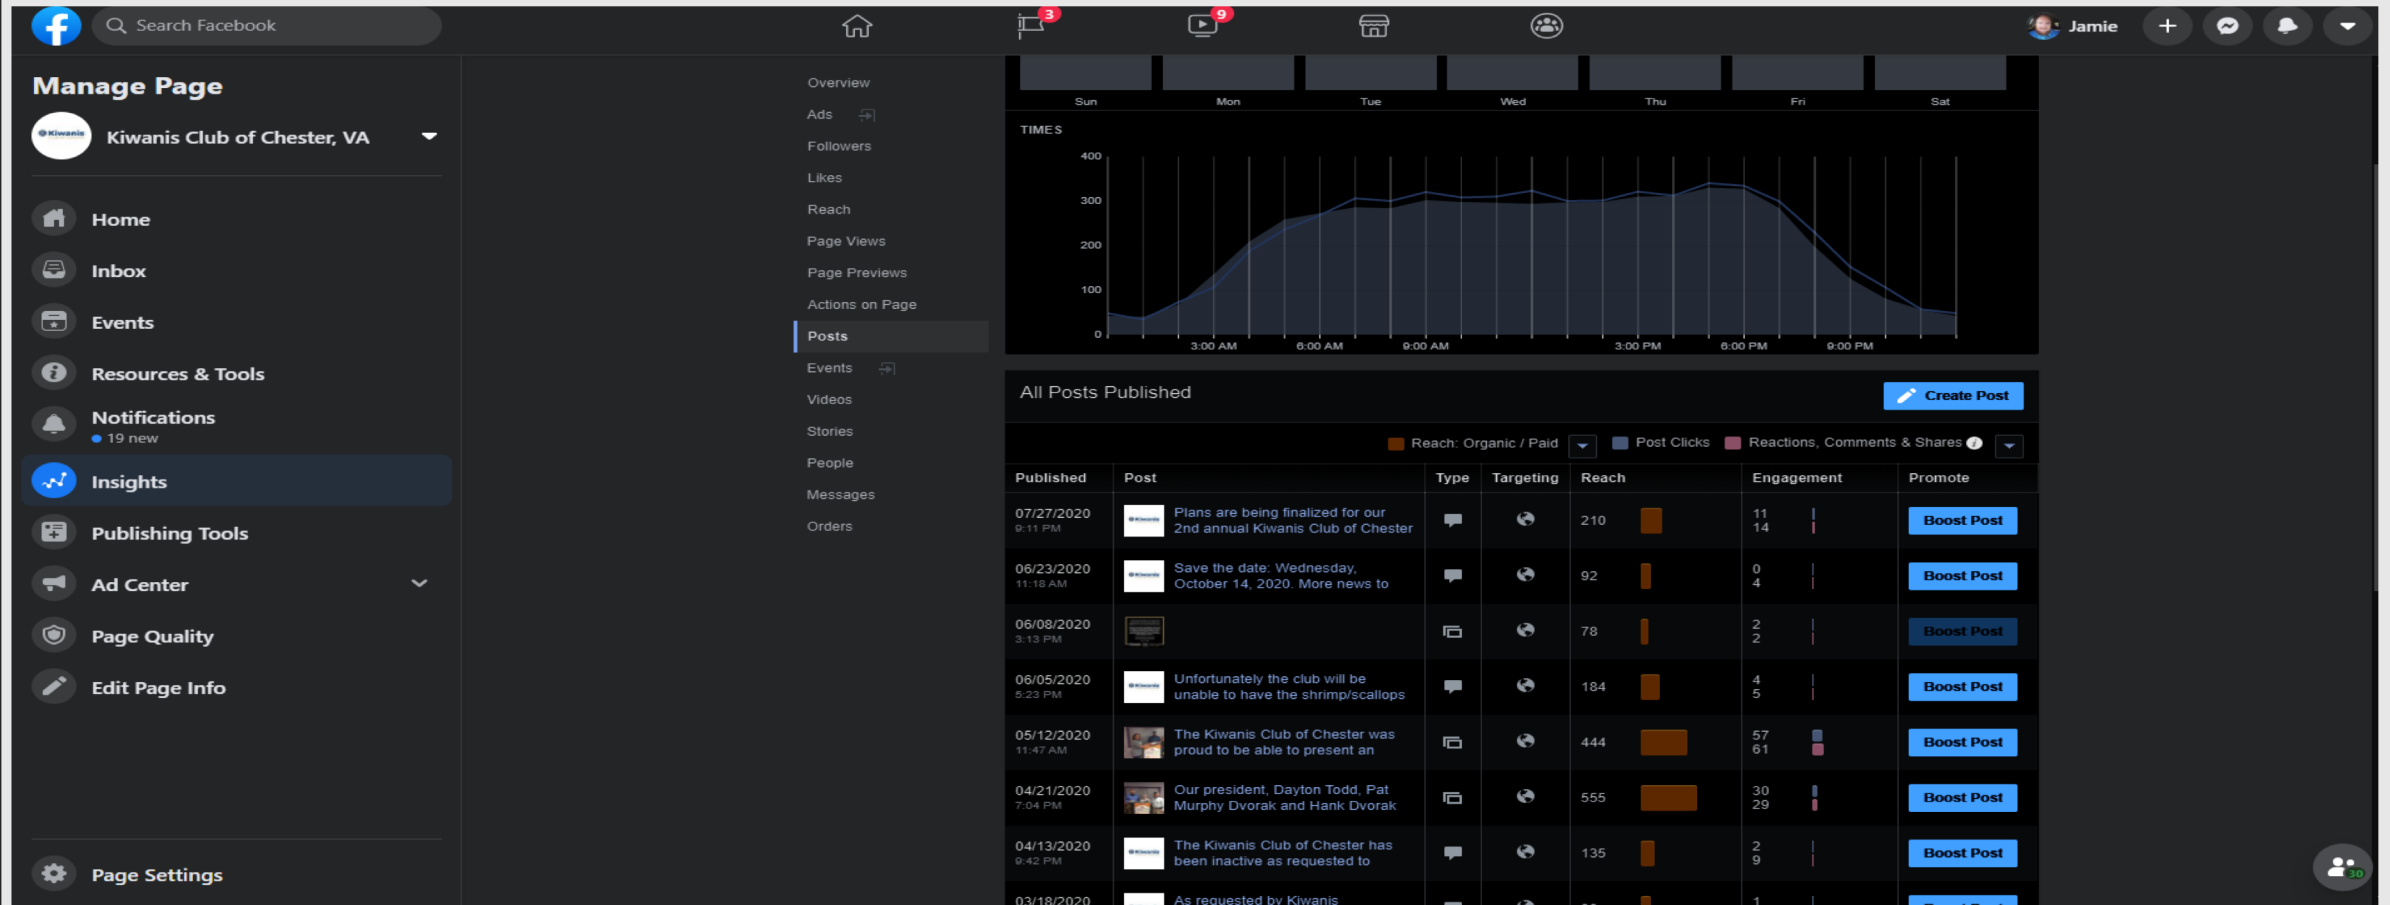 Search Facebook
3
9
Jamie
Manage Page
Kiwanis
Kiwanis Club of Chester, VA
Home
Inbox
Events
Resources & Tools
Notifications
19 new
Insights
Publishing Tools
Ad Center
Page Quality
Edit Page Info
Page Settings
Overview
Ads
Followers
Likes
Reach
Page Views
Page Previews
Actions on Page
Posts
Events
Videos
Stories
People
Messages
Orders
Sun Mon Tue Wed Thu Fri Sat
TIMES
400
300
200
100
0
3:00 AM 6:00 AM 9:00 AM 3:00 PM 6:00 PM 9:00 PM
All Posts Published
Create Post
Reach: Organic / Paid Post Clicks Reactions, Comments & Shares
Published Post Type Targeting Reach Engagement Promote
07/27/2020
9:11 PM
Plans are being finalized for our
2nd annual Kiwanis Club of Chester
210
11
14
Boost Post
06/23/2020
11:18 AM
Save the date: Wednesday,
October 14, 2020. More news to
92
0
4
Boost Post
06/08/2020
3:13 PM
78
2
2
Boost Post
06/05/2020
5:23 PM
Unfortunately the club will be
unable to have the shrimp/scallops
184
4
5
Boost Post
05/12/2020
11:47 AM
The Kiwanis Club of Chester was
proud to be able to present an
444
57
61
Boost Post
04/21/2020
7:04 PM
Our president, Dayton Todd, Pat
Murphy Dvorak and Hank Dvorak
555
30
29
Boost Post
04/13/2020
9:42 PM
The Kiwanis Club of Chester has
been inactive as requested to
135
2
9
Boost Post
03/18/2020
As requested by Kiwanis
1
30